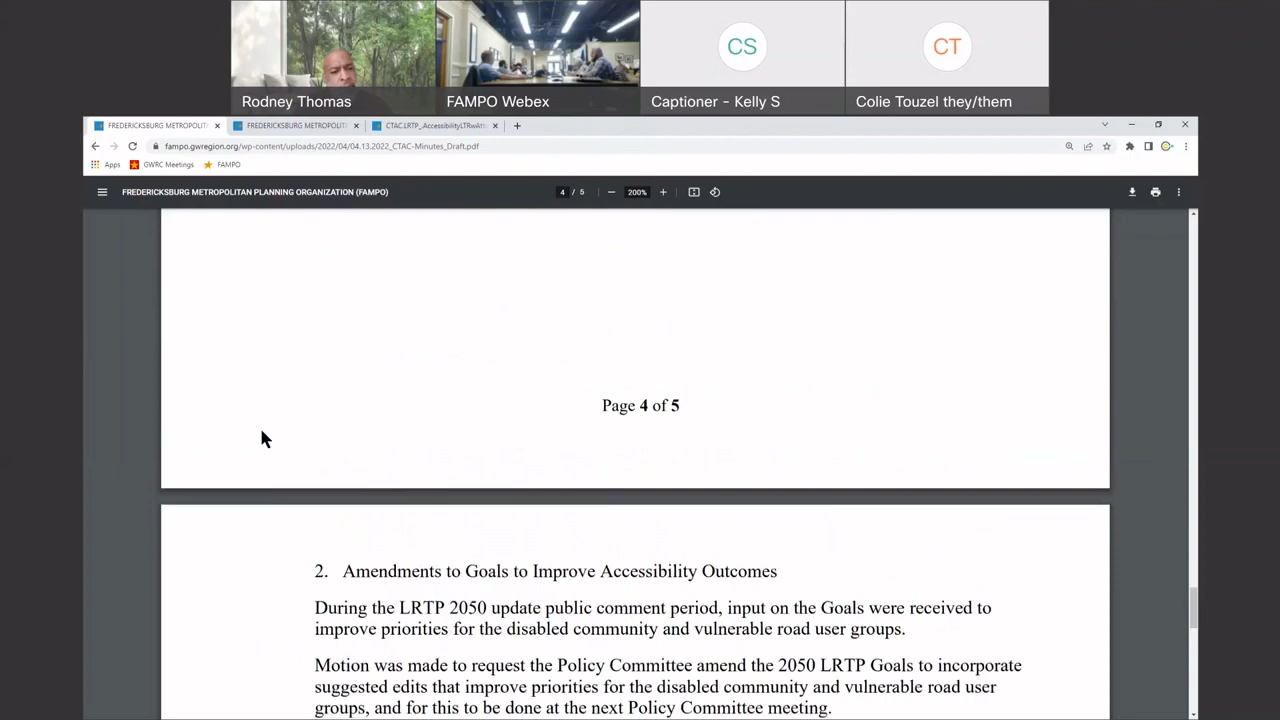 CS
CT
Rodney Thomas
FAMPO Webex
Captioner - Kelly S
Colie Touzel they/them
FREDERICKSBURG METROPOLIT
FREDERICKSBURG METROPOLIT
CTAC.LRTP_AccessibilityLTRwAtt
fampo.gwregion.org/wp-content/uploads/2022/04/04.13.2022_CTAC-Minutes_Draft.pdf
Apps
GWRC Meetings
FAMPO
FREDERICKSBURG METROPOLITAN PLANNING ORGANIZATION (FAMPO)
4 / 5
200%
Page 4 of 5
2. Amendments to Goals to Improve Accessibility Outcomes
During the LRTP 2050 update public comment period, input on the Goals were received to
improve priorities for the disabled community and vulnerable road user groups.
Motion was made to request the Policy Committee amend the 2050 LRTP Goals to incorporate
suggested edits that improve priorities for the disabled community and vulnerable road user
groups, and for this to be done at the next Policy Committee meeting.